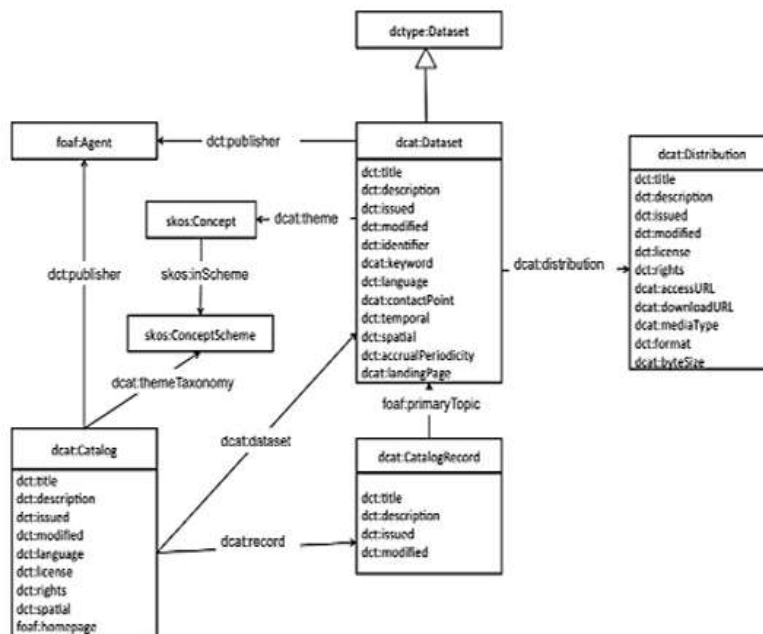 dctype:Dataset
foaf:Agent
dct:publisher
dcat:Dataset
dct:title
dct:description
dct:issued
dct:modified
dct:identifier
dcat:keyword
dct:language
dcat:contactPoint
dct:temporal
dct:spatial
dct:accrualPeriodicity
dcat:landingPage
dcat:Distribution
dct:title
dct:description
dct:issued
dct:modified
dct:license
dct:rights
dcat:accessURL
dcat:downloadURL
dcat:mediaType
dct:format
dcat:byteSize
skos:Concept
dcat:theme
dcat:distribution
dct:publisher
skos:inScheme
skos:ConceptScheme
dcat:themeTaxonomy
foaf:primaryTopic
dcat:dataset
dcat:Catalog
dct:title
dct:description
dct:issued
dct:modified
dct:language
dct:license
dct:rights
dct:spatial
foaf:homepage
dcat:record
dcat:CatalogRecord
dct:title
dct:description
dct:issued
dct:modified